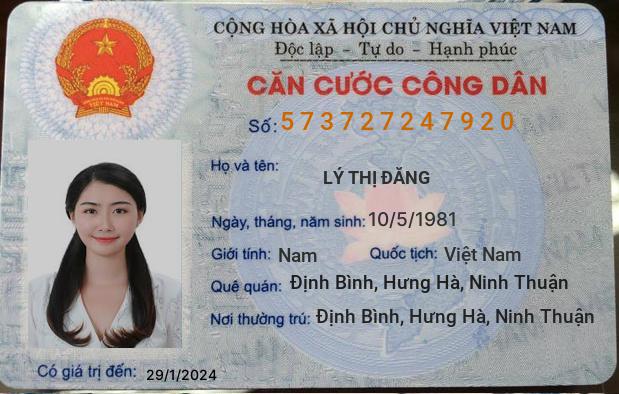 CỘNG HÒA XÃ HỘI CHỦ NGHĨA VIỆT NAM
Độc lập - Tự do - Hạnh phúc
CĂN CƯỚC CÔNG DÂN
Số: 573727247920
Họ và tên:
LÝ THỊ ĐĂNG
Ngày, tháng, năm sinh: 10/5/1981
Giới tính: Nam Quốc tịch: Việt Nam
Quê quán: Định Bình, Hưng Hà, Ninh Thuận
Nơi thường trú: Định Bình, Hưng Hà, Ninh Thuận
Có giá trị đến: 29/1/2024
VIỆT NAM